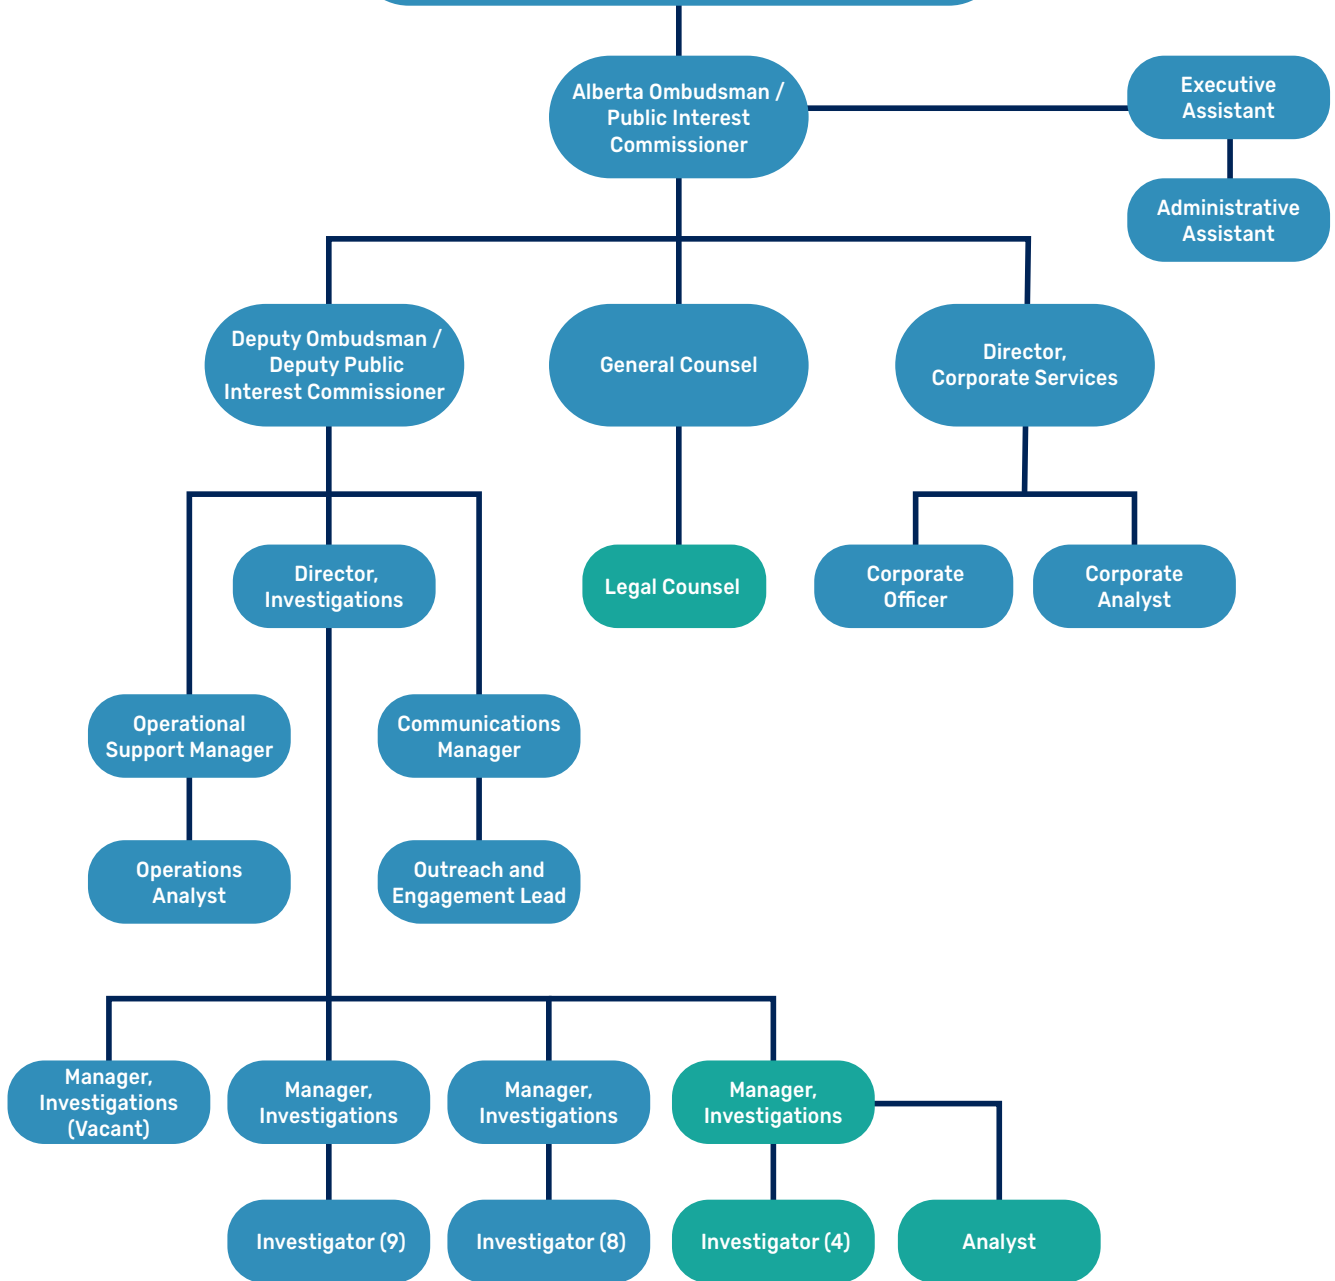 Alberta Ombudsman /
Public Interest
Commissioner
Executive
Assistant
Administrative
Assistant
Deputy Ombudsman /
Deputy Public
Interest Commissioner
General Counsel
Director,
Corporate Services
Director,
Investigations
Legal Counsel
Corporate
Officer
Corporate
Analyst
Operational
Support Manager
Communications
Manager
Operations
Analyst
Outreach and
Engagement Lead
Manager,
Investigations
(Vacant)
Manager,
Investigations
Manager,
Investigations
Manager,
Investigations
Investigator (9)
Investigator (8)
Investigator (4)
Analyst